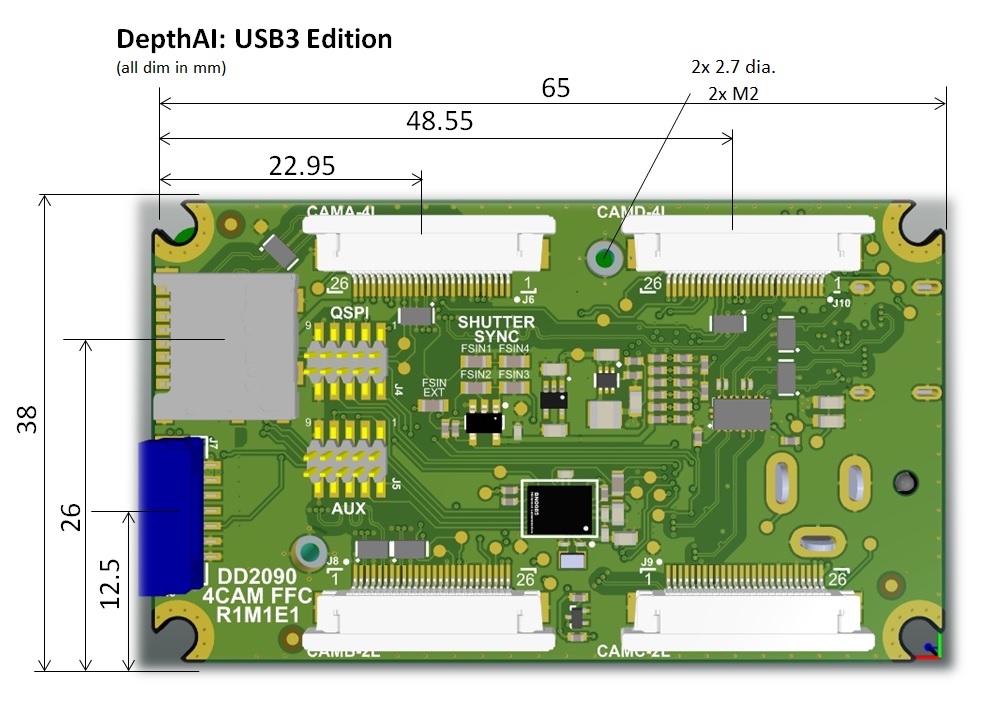 DepthAI: USB3 Edition
(all dim in mm)
2x 2.7 dia.
2x M2
65
48.55
22.95
38
26
12.5
CAMA-4L
CAMD-4L
26
1
J6
26
1
J10
QSPI
9
1
J4
SHUTTER
SYNC
FSIN1
FSIN4
FSIN2
FSIN3
FSIN
EXT
9
1
J5
AUX
J7
J8
1
26
J9
1
26
DD2090
4CAM FFC
R1M1E1
CAMB-2L
CAMC-2L